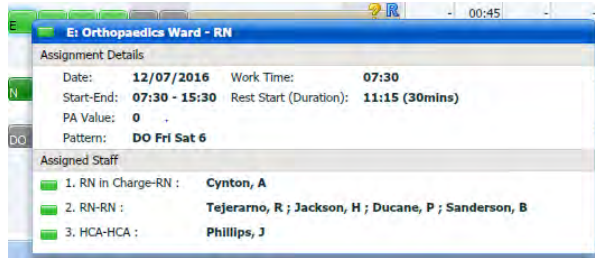 ? R - 00:45 - -
E
E: Orthopaedics Ward - RN
Assignment Details
Date: 12/07/2016 Work Time: 07:30
N
Start-End: 07:30 - 15:30 Rest Start (Duration): 11:15 (30mins)
PA Value: 0 .
DO
Pattern: DO Fri Sat 6
Assigned Staff
1. RN in Charge-RN : Cynton, A
2. RN-RN : Tejerarno, R ; Jackson, H ; Ducane, P ; Sanderson, B
3. HCA-HCA : Phillips, J